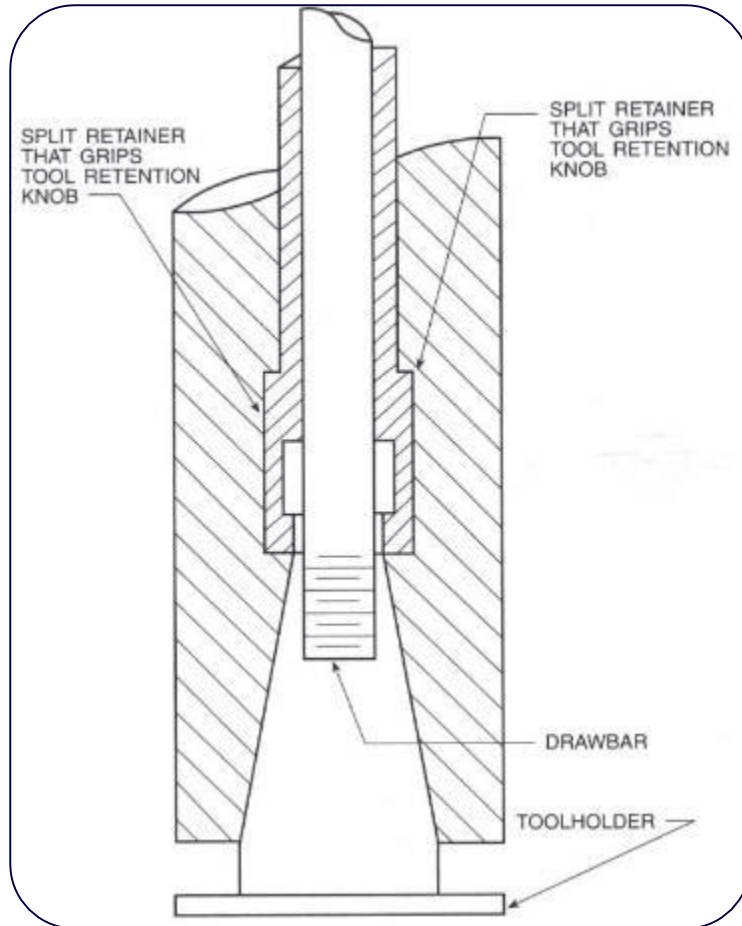 SPLIT RETAINER
THAT GRIPS
TOOL RETENTION
KNOB
SPLIT RETAINER
THAT GRIPS
TOOL RETENTION
KNOB
DRAWBAR
TOOLHOLDER